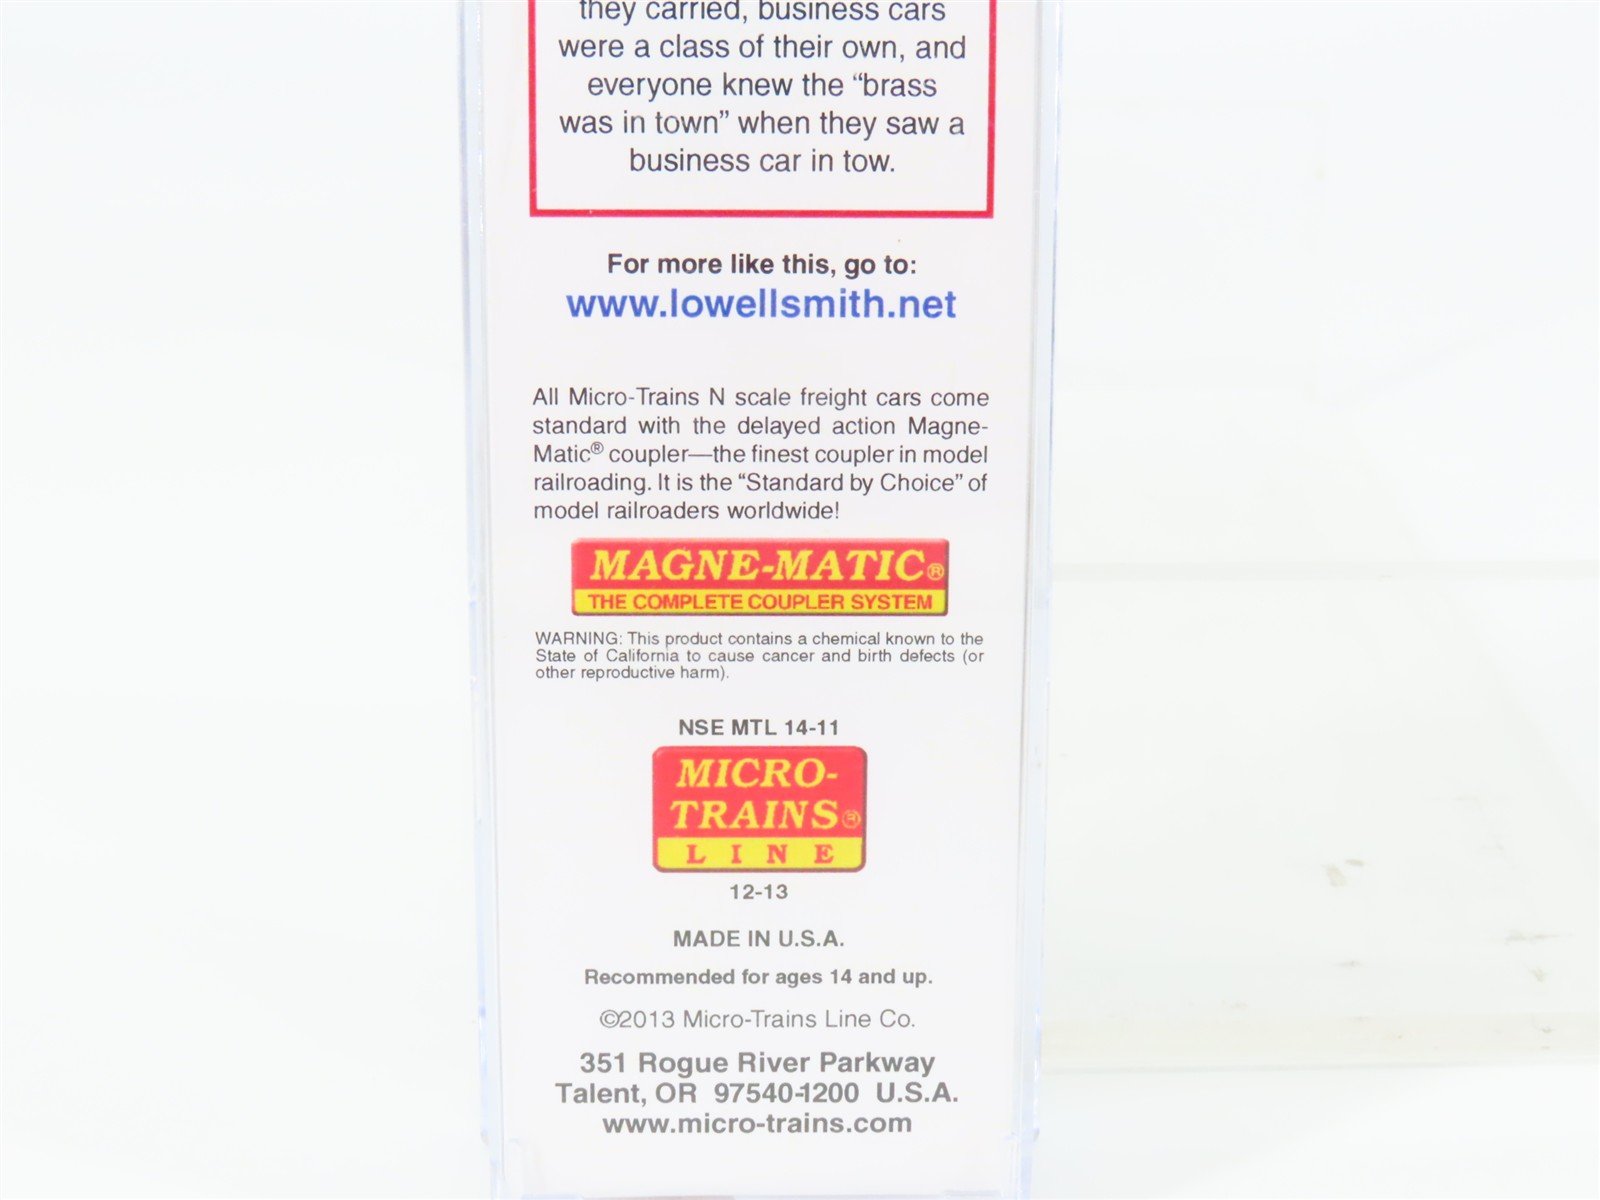 they carried, business cars
were a class of their own, and
everyone knew the “brass
was in town” when they saw a
business car in tow.
For more like this, go to:
www.lowellsmith.net
All Micro-Trains N scale freight cars come
standard with the delayed action Magne-
Matic® coupler—the finest coupler in model
railroading. It is the “Standard by Choice” of
model railroaders worldwide!
MAGNE-MATIC®
THE COMPLETE COUPLER SYSTEM
WARNING: This product contains a chemical known to the
State of California to cause cancer and birth defects (or
other reproductive harm).
NSE MTL 14-11
MICRO-
TRAINS®
LINE
12-13
MADE IN U.S.A.
Recommended for ages 14 and up.
©2013 Micro-Trains Line Co.
351 Rogue River Parkway
Talent, OR 97540-1200 U.S.A.
www.micro-trains.com